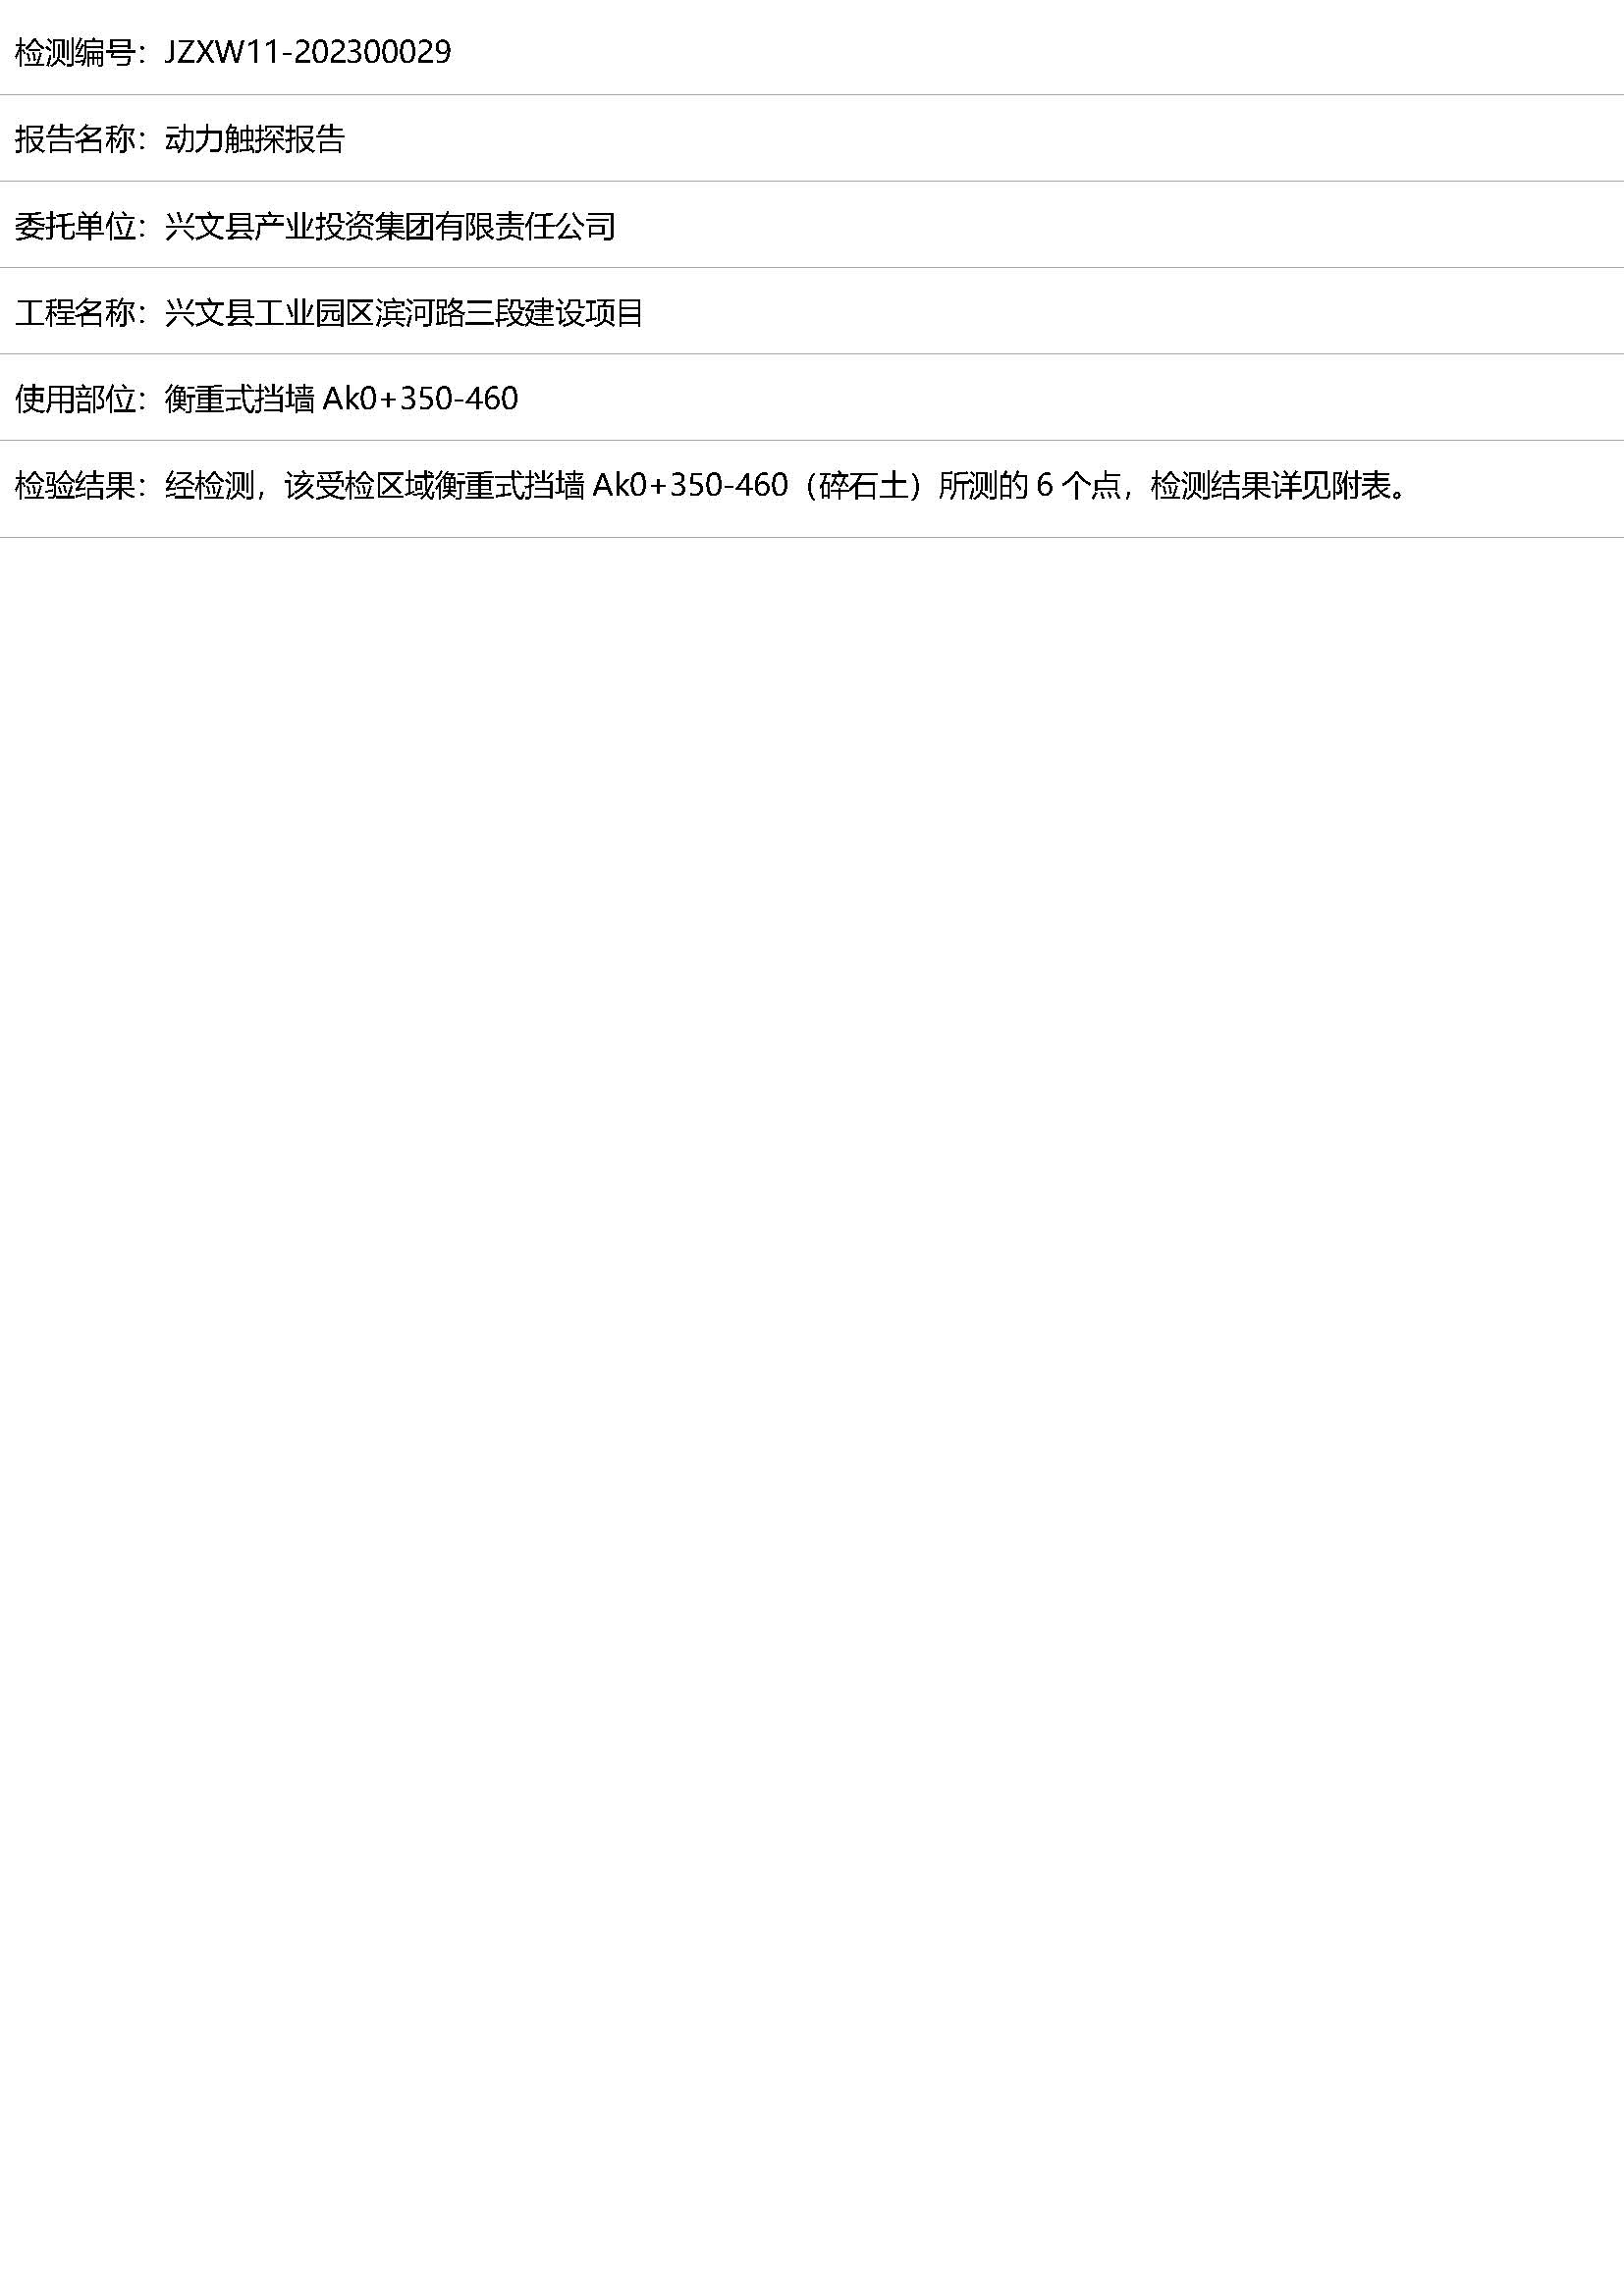 检测编号：JZXW11-202300029
报告名称：动力触探报告
委托单位：兴文县产业投资集团有限责任公司
工程名称：兴文县工业园区滨河路三段建设项目
使用部位：衡重式挡墙 Ak0+350-460
检验结果：经检测，该受检区域衡重式挡墙 Ak0+350-460（碎石土）所测的 6 个点，检测结果详见附表。